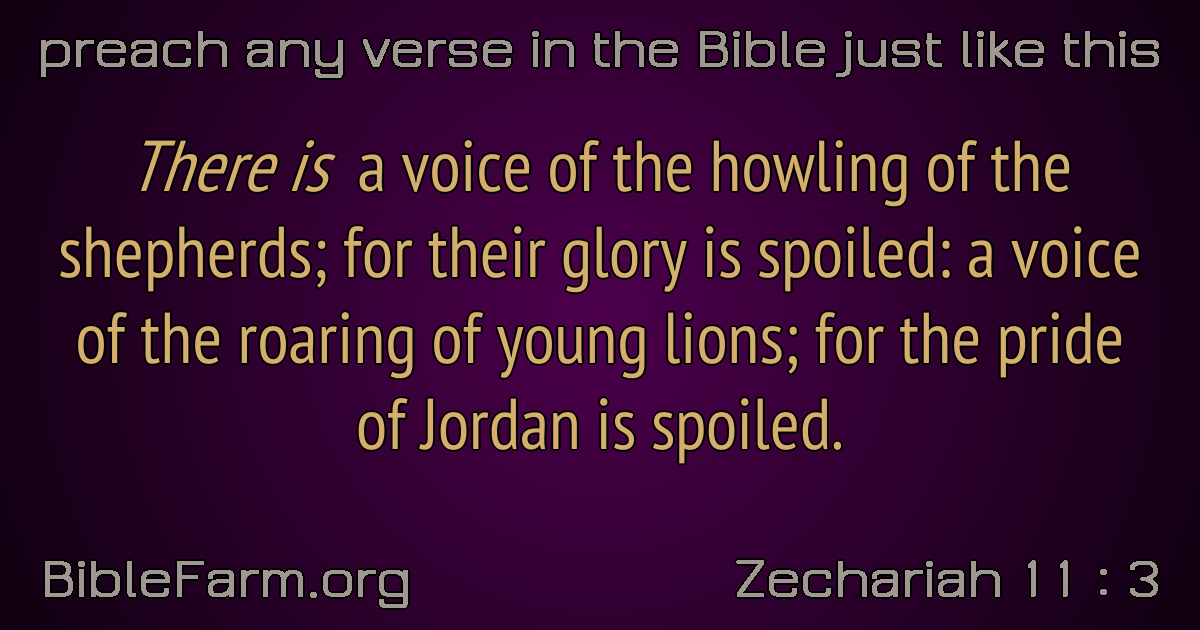 preach any verse in the Bible just like this
There is a voice of the howling of the
shepherds; for their glory is spoiled: a voice
of the roaring of young lions; for the pride
of Jordan is spoiled.
BibleFarm.org
Zechariah 11 : 3